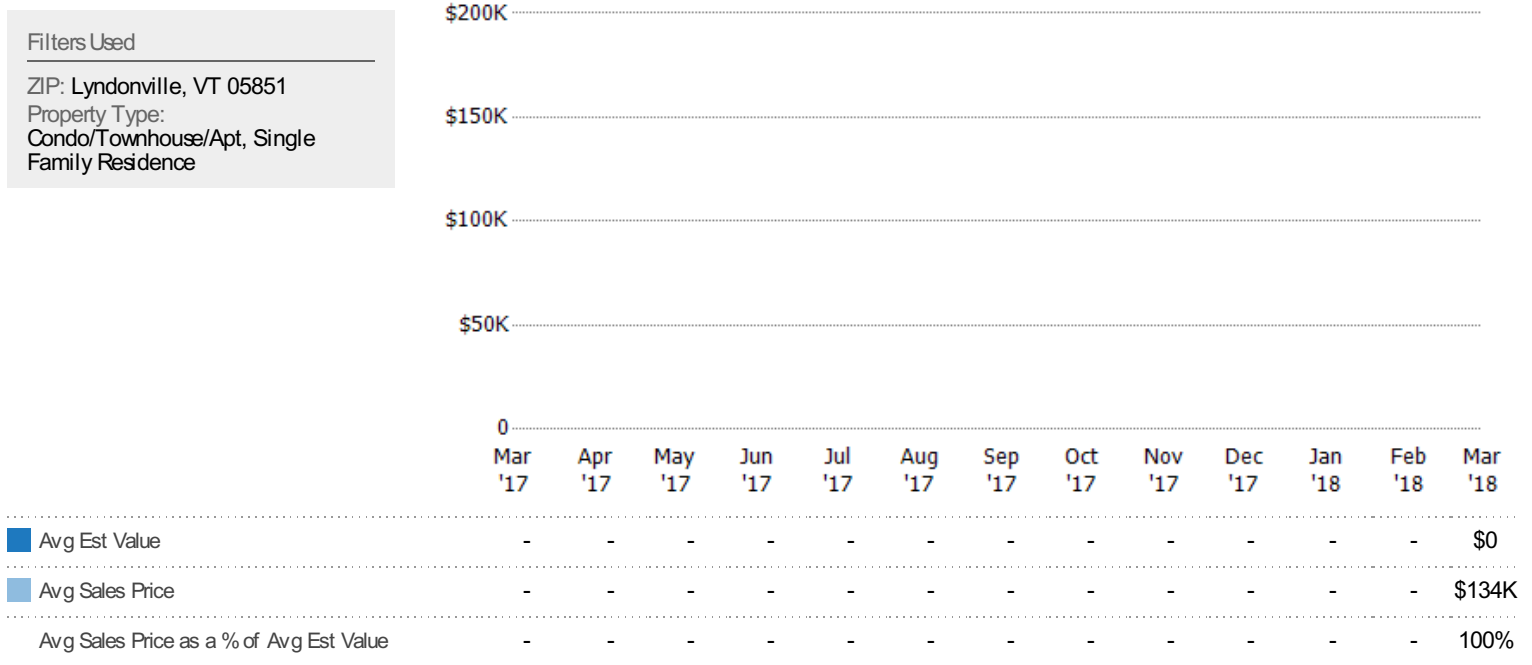 Filters Used
ZIP: Lyndonville, VT 05851
Property Type:
Condo/Townhouse/Apt, Single
Family Residence
$200K
$150K
$100K
$50K
0
Mar Apr May Jun Jul Aug Sep Oct Nov Dec Jan Feb Mar
'17 '17 '17 '17 '17 '17 '17 '17 '17 '17 '18 '18 '18
Avg Est Value - - - - - - - - - - - - $0
Avg Sales Price - - - - - - - - - - - - $134K
Avg Sales Price as a % of Avg Est Value - - - - - - - - - - - - 100%